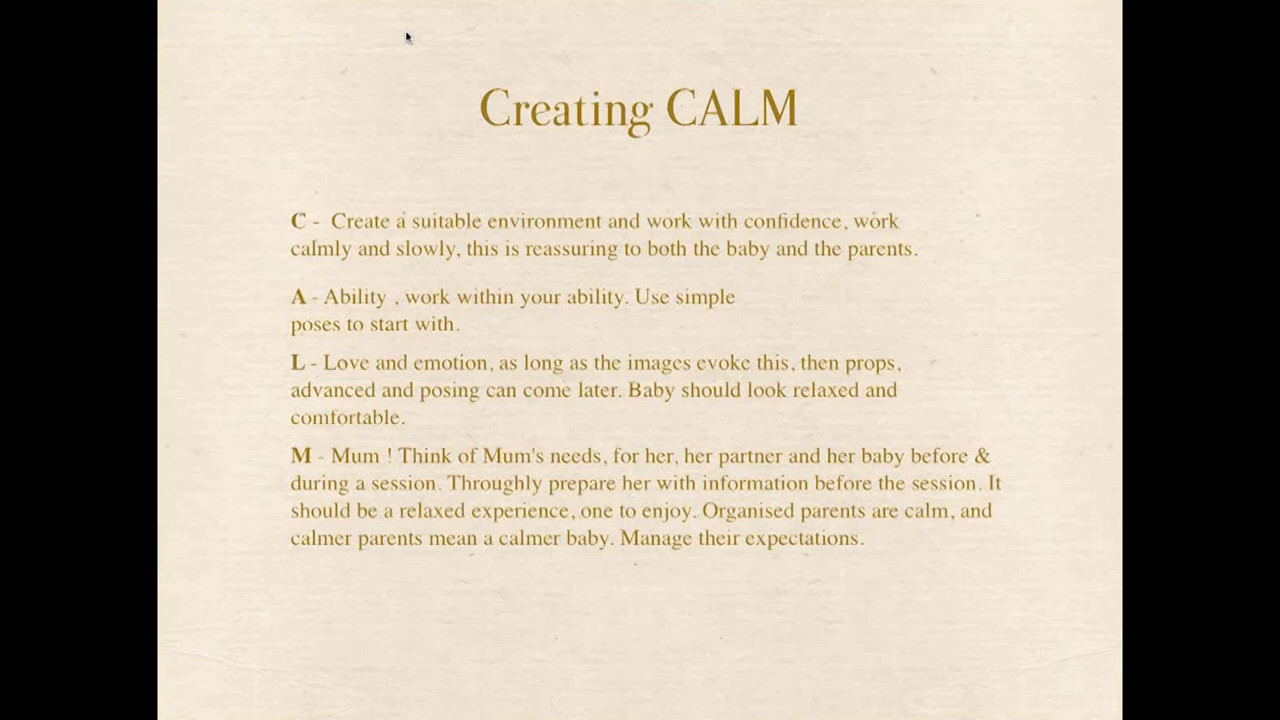 Creating CALM
C -  Create a suitable environment and work with confidence, work
calmly and slowly, this is reassuring to both the baby and the parents.
A - Ability , work within your ability. Use simple
poses to start with.
L - Love and emotion, as long as the images evoke this, then props,
advanced and posing can come later. Baby should look relaxed and
comfortable.
M - Mum ! Think of Mum's needs, for her, her partner and her baby before &
during a session. Throughly prepare her with information before the session. It
should be a relaxed experience, one to enjoy. Organised parents are calm, and
calmer parents mean a calmer baby. Manage their expectations.